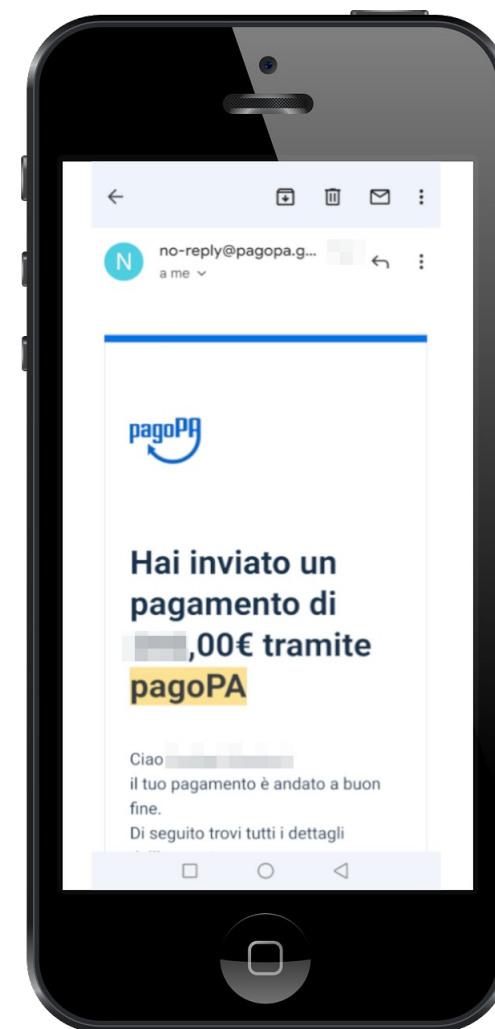 N
no-reply@pagopa.g...
a me
pagoPA
Hai inviato un
pagamento di
,00€ tramite
pagoPA
Ciao
il tuo pagamento è andato a buon
fine.
Di seguito trovi tutti i dettagli